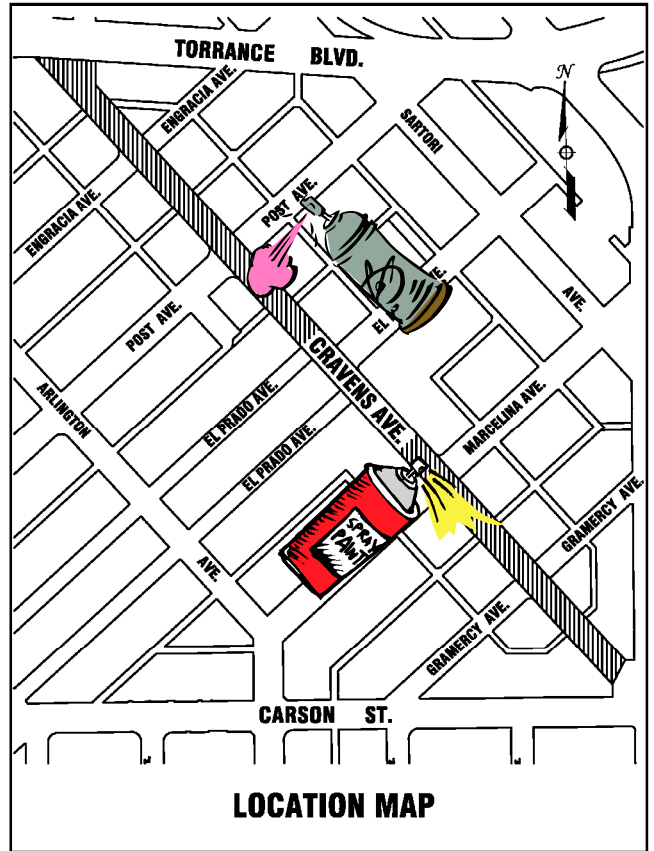 TORRANCE BLVD.
N
ENGRACIA AVE.
SARTORI
POST AVE.
ENGRACIA AVE.
AVE.
EL
POST AVE.
CRAVENS AVE.
ARLINGTON
EL PRADO AVE.
MARCELINA AVE.
EL PRADO AVE.
SPRAY
PAINT
GRAMERCY AVE.
AVE.
GRAMERCY AVE.
CARSON ST.
LOCATION MAP